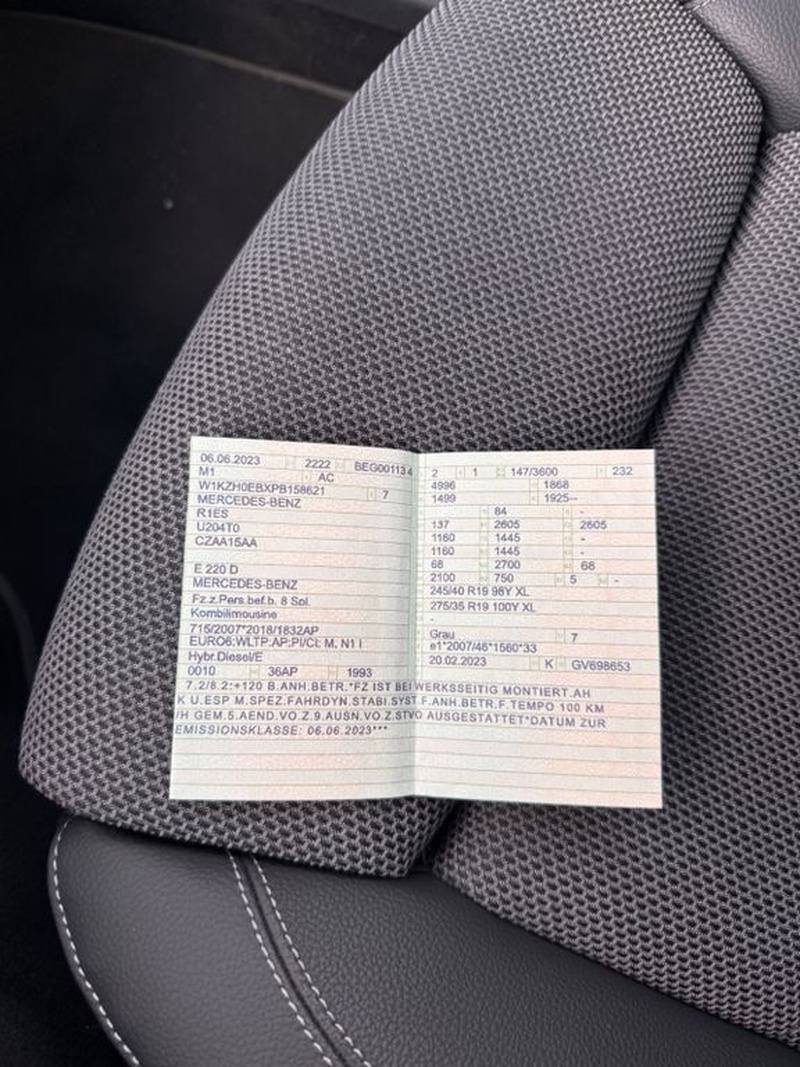 06.06.2023 2222 BEG001134
M1 AC
W1KZH0EBXPB158621 7
MERCEDES-BENZ
R1ES
U204T0
CZAA15AA
E 220 D
MERCEDES-BENZ
Fz.z.Pers.bef.b. 8 Spl.
Kombilimousine
715/2007*2018/1832AP
EURO6;WLTP;AP;PI/CI; M, N1 I
Hybr.Diesel/E
0010 36AP 1993
2 1 147/3600 232
4996 1868
1499 1925--
84 -
137 2605 2605
1160 1445 -
1160 1445 -
68 2700 68
2100 750 5 -
245/40 R19 98Y XL
275/35 R19 100Y XL
-
Grau 7
e1*2007/46*1560*33
20.02.2023 K GV698653
7.2/8.2:+120 B.ANH.BETR.*FZ IST BEI WERKSSEITIG MONTIERT.AH
K U.ESP M.SPEZ.FAHRDYN.STABI.SYST.F.ANH.BETR.F.TEMPO 100 KM
/H GEM.5.AEND.VO.Z.9.AUSN.VO.Z.STVO AUSGESTATTET*DATUM ZUR
EMISSIONSKLASSE: 06.06.2023***